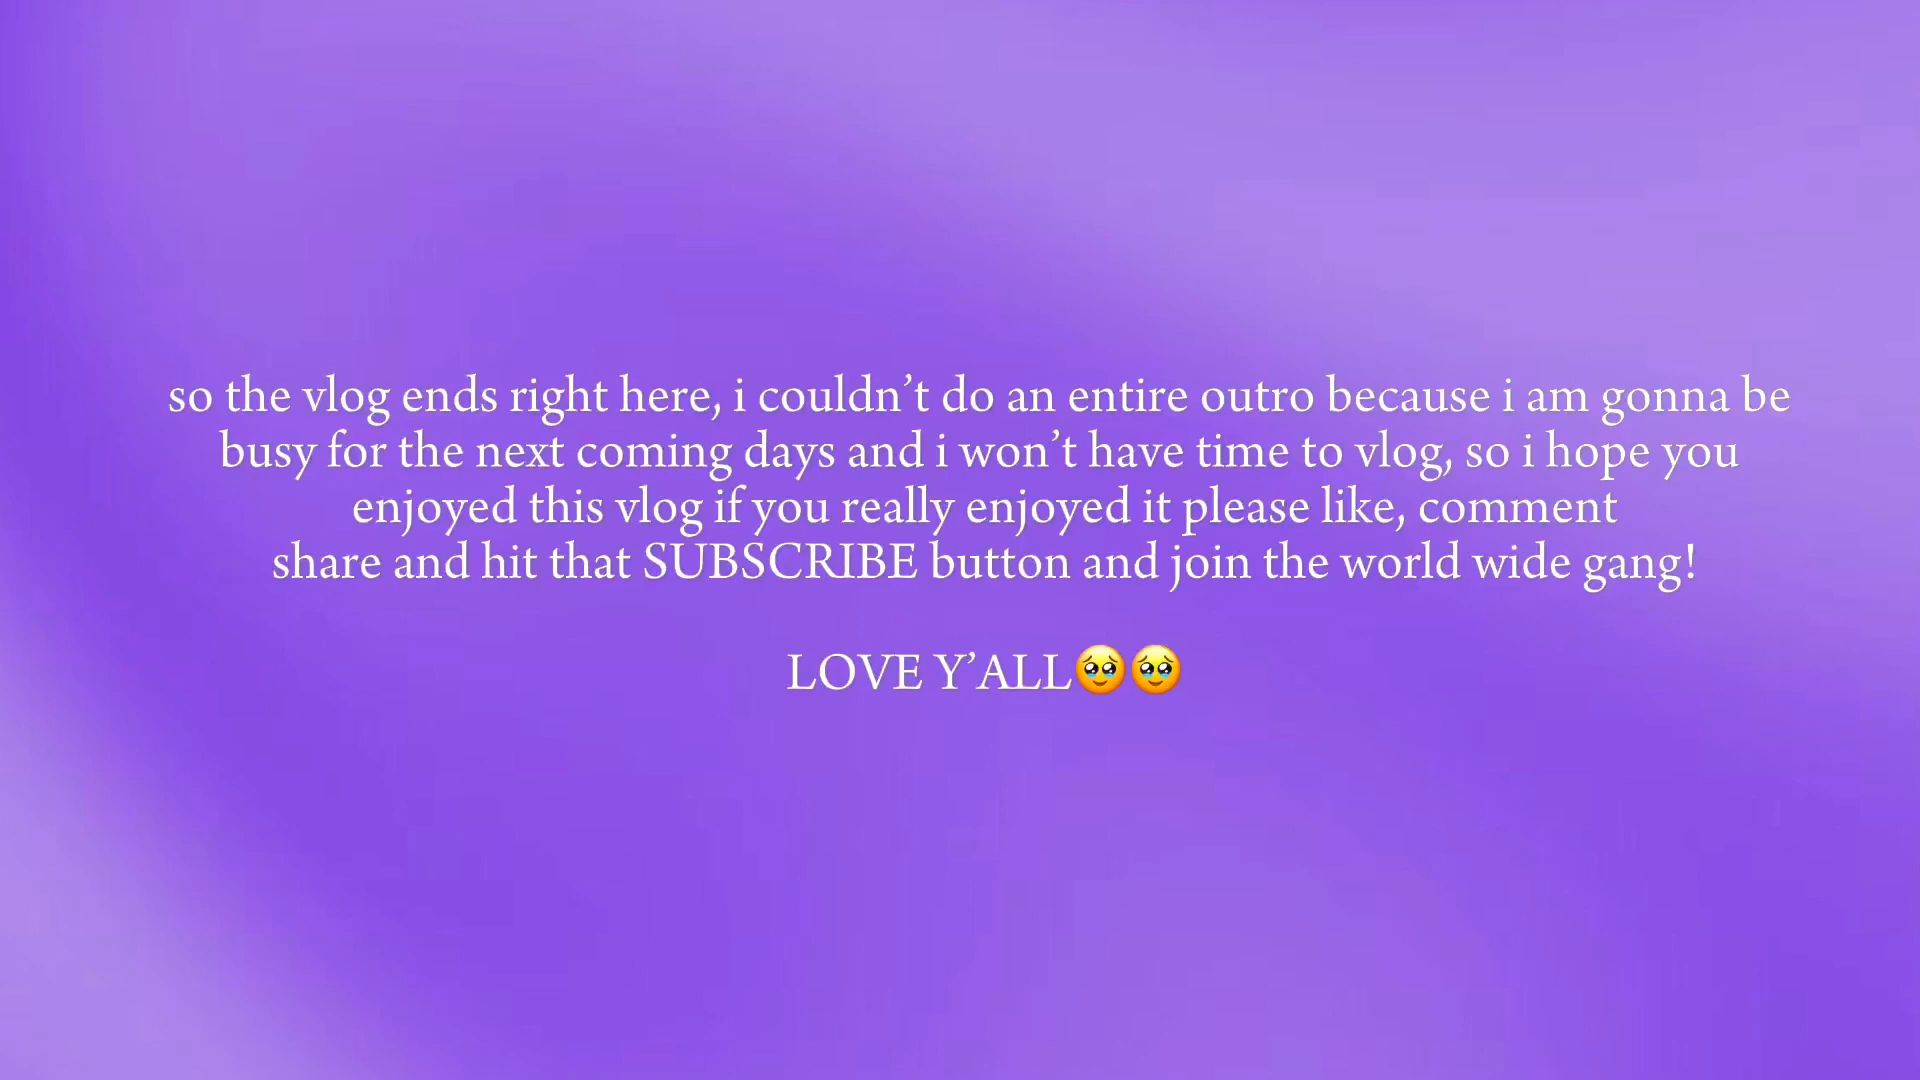 so the vlog ends right here, i couldn’t do an entire outro because i am gonna be
busy for the next coming days and i won’t have time to vlog, so i hope you
enjoyed this vlog if you really enjoyed it please like, comment
share and hit that SUBSCRIBE button and join the world wide gang!
LOVE Y’ALL🥹🥹